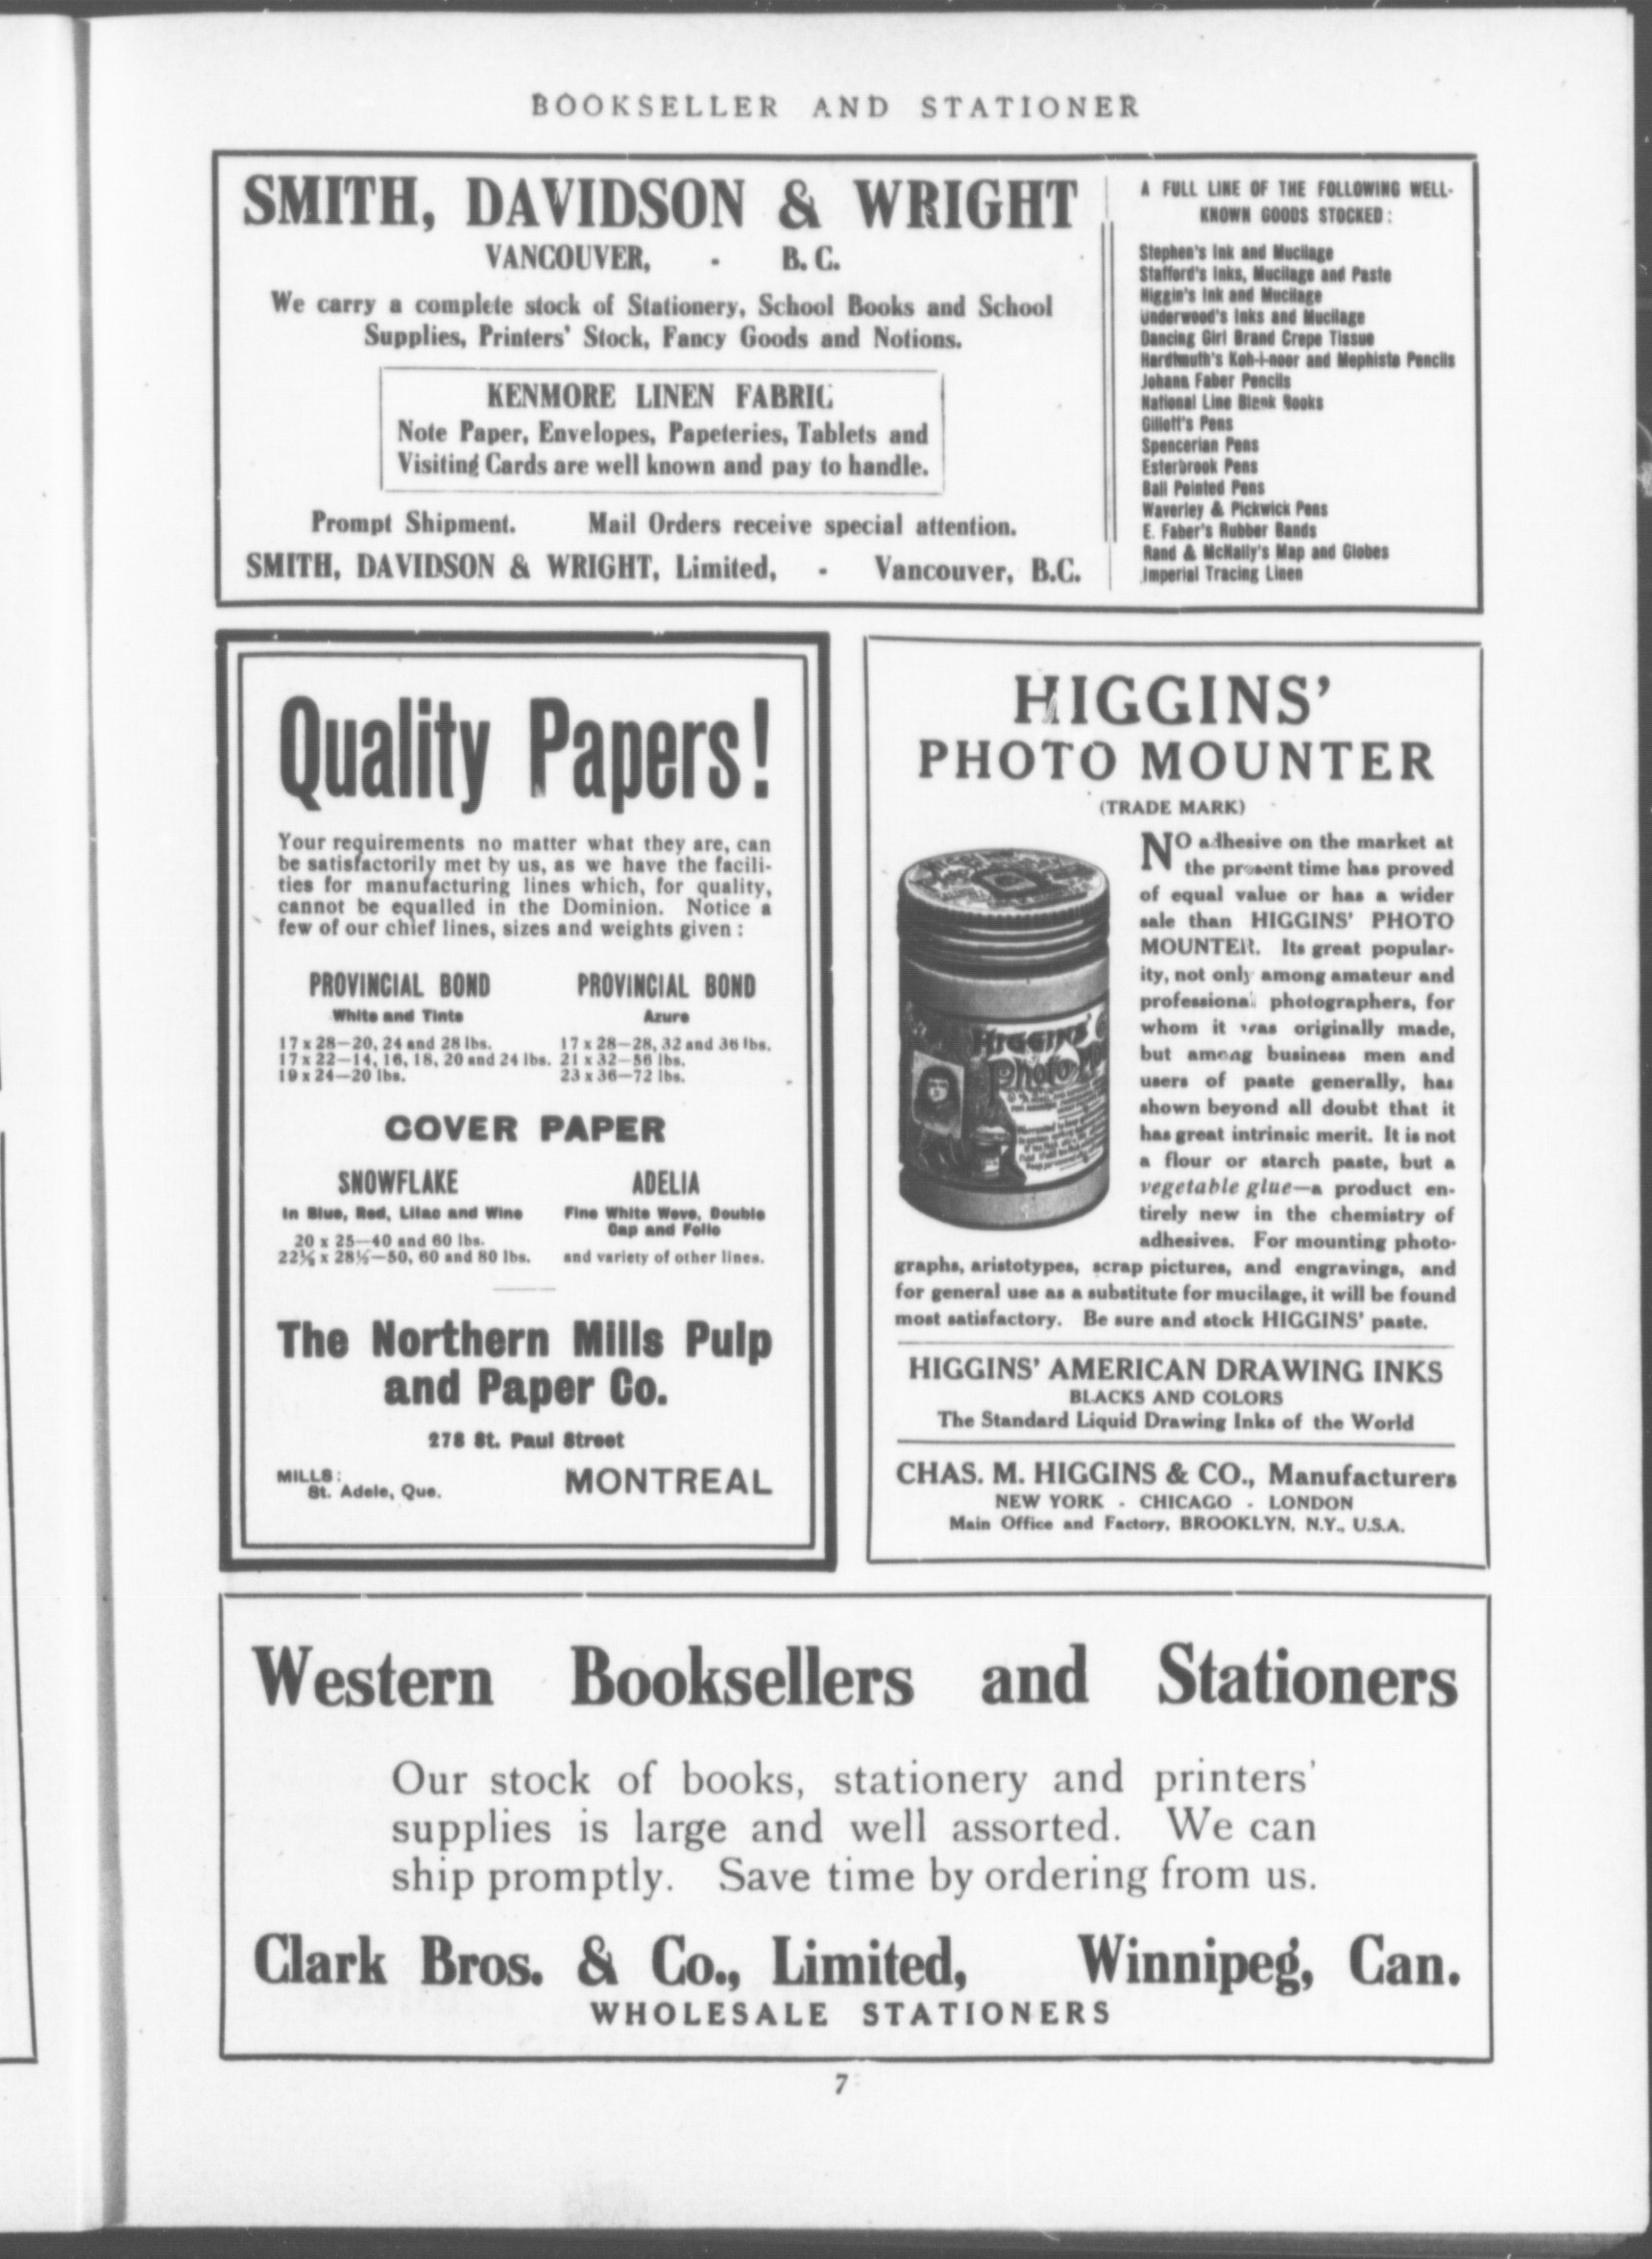 BOOKSELLER AND STATIONER
SMITH, DAVIDSON & WRIGHT
VANCOUVER, - B. C.
We carry a complete stock of Stationery, School Books and School
Supplies, Printers' Stock, Fancy Goods and Notions.
KENMORE LINEN FABRIC
Note Paper, Envelopes, Papeteries, Tablets and
Visiting Cards are well known and pay to handle.
Prompt Shipment. Mail Orders receive special attention.
SMITH, DAVIDSON & WRIGHT, Limited, - Vancouver, B.C.
A FULL LINE OF THE FOLLOWING WELL-
KNOWN GOODS STOCKED:
Stephen's Ink and Mucilage
Stafford's Inks, Mucilage and Paste
Higgin's Ink and Mucilage
Underwood's Inks and Mucilage
Dancing Girl Brand Crepe Tissue
Hardtmuth's Koh-i-noor and Mephisto Pencils
Johann Faber Pencils
National Line Blank Books
Gillott's Pens
Spencerian Pens
Esterbrook Pens
Ball Pointed Pens
Waverley & Pickwick Pens
E. Faber's Rubber Bands
Rand & McNally's Map and Globes
Imperial Tracing Linen
Quality Papers!
Your requirements no matter what they are, can
be satisfactorily met by us, as we have the facili-
ties for manufacturing lines which, for quality,
cannot be equalled in the Dominion. Notice a
few of our chief lines, sizes and weights given:
PROVINCIAL BOND
White and Tints
17 x 28—20, 24 and 28 lbs.
17 x 22—14, 16, 18, 20 and 24 lbs.
19 x 24—20 lbs.
PROVINCIAL BOND
Azure
17 x 28—28, 32 and 36 lbs.
21 x 32—56 lbs.
23 x 36—72 lbs.
COVER PAPER
SNOWFLAKE
In Blue, Red, Lilac and Wine
20 x 25—40 and 60 lbs.
22½ x 28½—50, 60 and 80 lbs.
ADELIA
Fine White Wove, Double
Cap and Folio
and variety of other lines.
The Northern Mills Pulp
and Paper Co.
278 St. Paul Street
MILLS:
St. Adele, Que.
MONTREAL
HIGGINS'
PHOTO MOUNTER
(TRADE MARK)
HIGGINS'
Photo
NO adhesive on the market at
the present time has proved
of equal value or has a wider
sale than HIGGINS' PHOTO
MOUNTER. Its great popular-
ity, not only among amateur and
professional photographers, for
whom it was originally made,
but among business men and
users of paste generally, has
shown beyond all doubt that it
has great intrinsic merit. It is not
a flour or starch paste, but a
vegetable glue—a product en-
tirely new in the chemistry of
adhesives. For mounting photo-
graphs, aristotypes, scrap pictures, and engravings, and
for general use as a substitute for mucilage, it will be found
most satisfactory. Be sure and stock HIGGINS' paste.
HIGGINS' AMERICAN DRAWING INKS
BLACKS AND COLORS
The Standard Liquid Drawing Inks of the World
CHAS. M. HIGGINS & CO., Manufacturers
NEW YORK - CHICAGO - LONDON
Main Office and Factory, BROOKLYN, N.Y., U.S.A.
Western Booksellers and Stationers
Our stock of books, stationery and printers'
supplies is large and well assorted. We can
ship promptly. Save time by ordering from us.
Clark Bros. & Co., Limited, Winnipeg, Can.
WHOLESALE STATIONERS
7